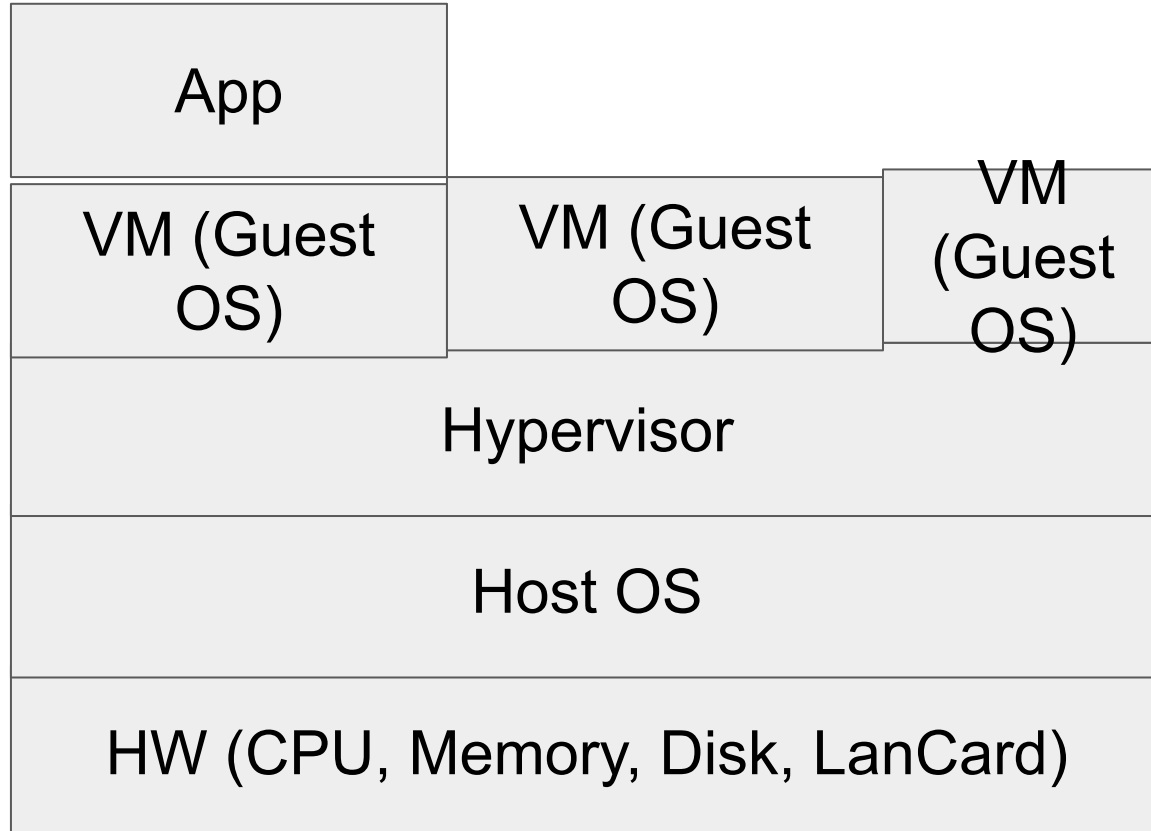 App
VM (Guest
OS)
VM (Guest
OS)
VM
(Guest
OS)
Hypervisor
Host OS
HW (CPU, Memory, Disk, LanCard)